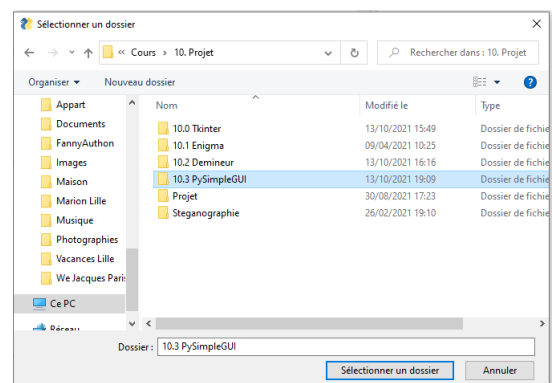 Sélectionner un dossier
« Cours > 10. Projet
Rechercher dans : 10. Projet
Organiser
Nouveau dossier
Nom Modifié le Type
Appart
Documents
FannyAuthon
Images
Maison
Marion Lille
Musique
Photographies
Vacances Lille
We Jacques Paris
Ce PC
Réseau
10.0 Tkinter 13/10/2021 15:49 Dossier de fichie
10.1 Enigma 09/04/2021 10:25 Dossier de fichie
10.2 Demineur 13/10/2021 16:16 Dossier de fichie
10.3 PySimpleGUI 13/10/2021 19:09 Dossier de fichie
Projet 30/08/2021 17:23 Dossier de fichie
Steganographie 26/02/2021 19:10 Dossier de fichie
Dossier : 10.3 PySimpleGUI
Sélectionner un dossier
Annuler